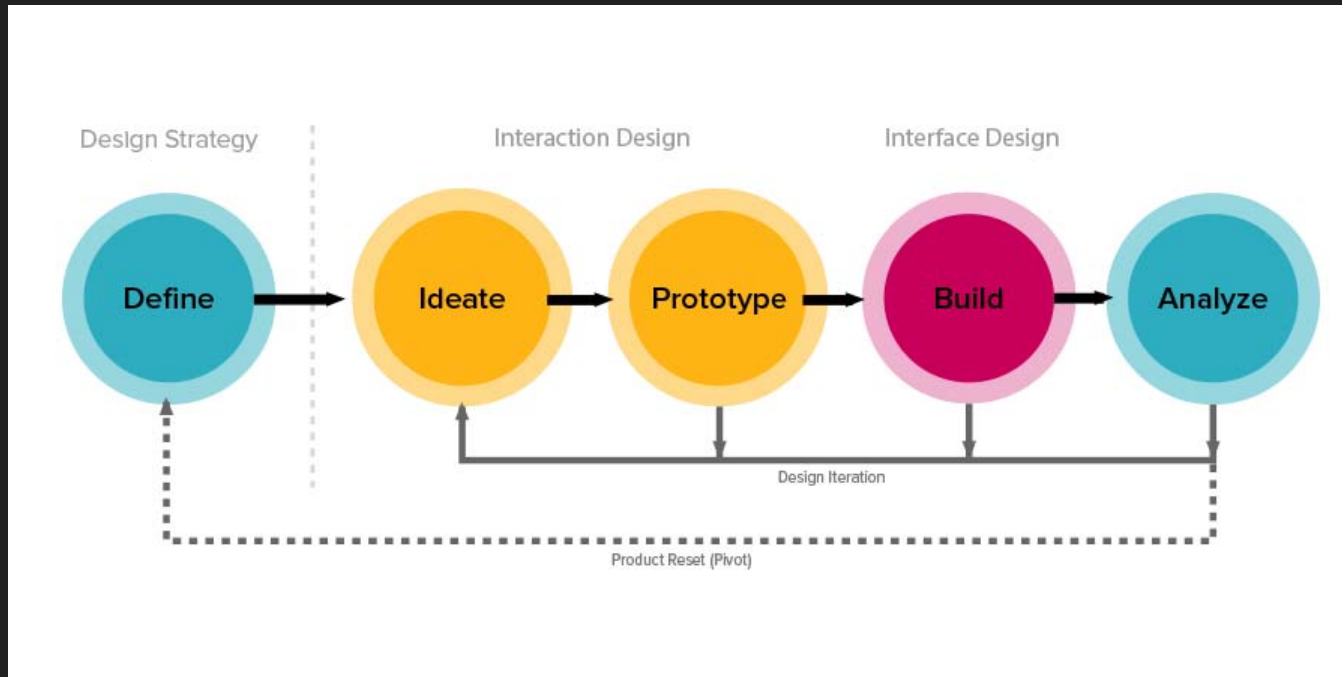 Design Strategy
Interaction Design
Interface Design
Define
Ideate
Prototype
Build
Analyze
Design Iteration
Product Reset (Pivot)